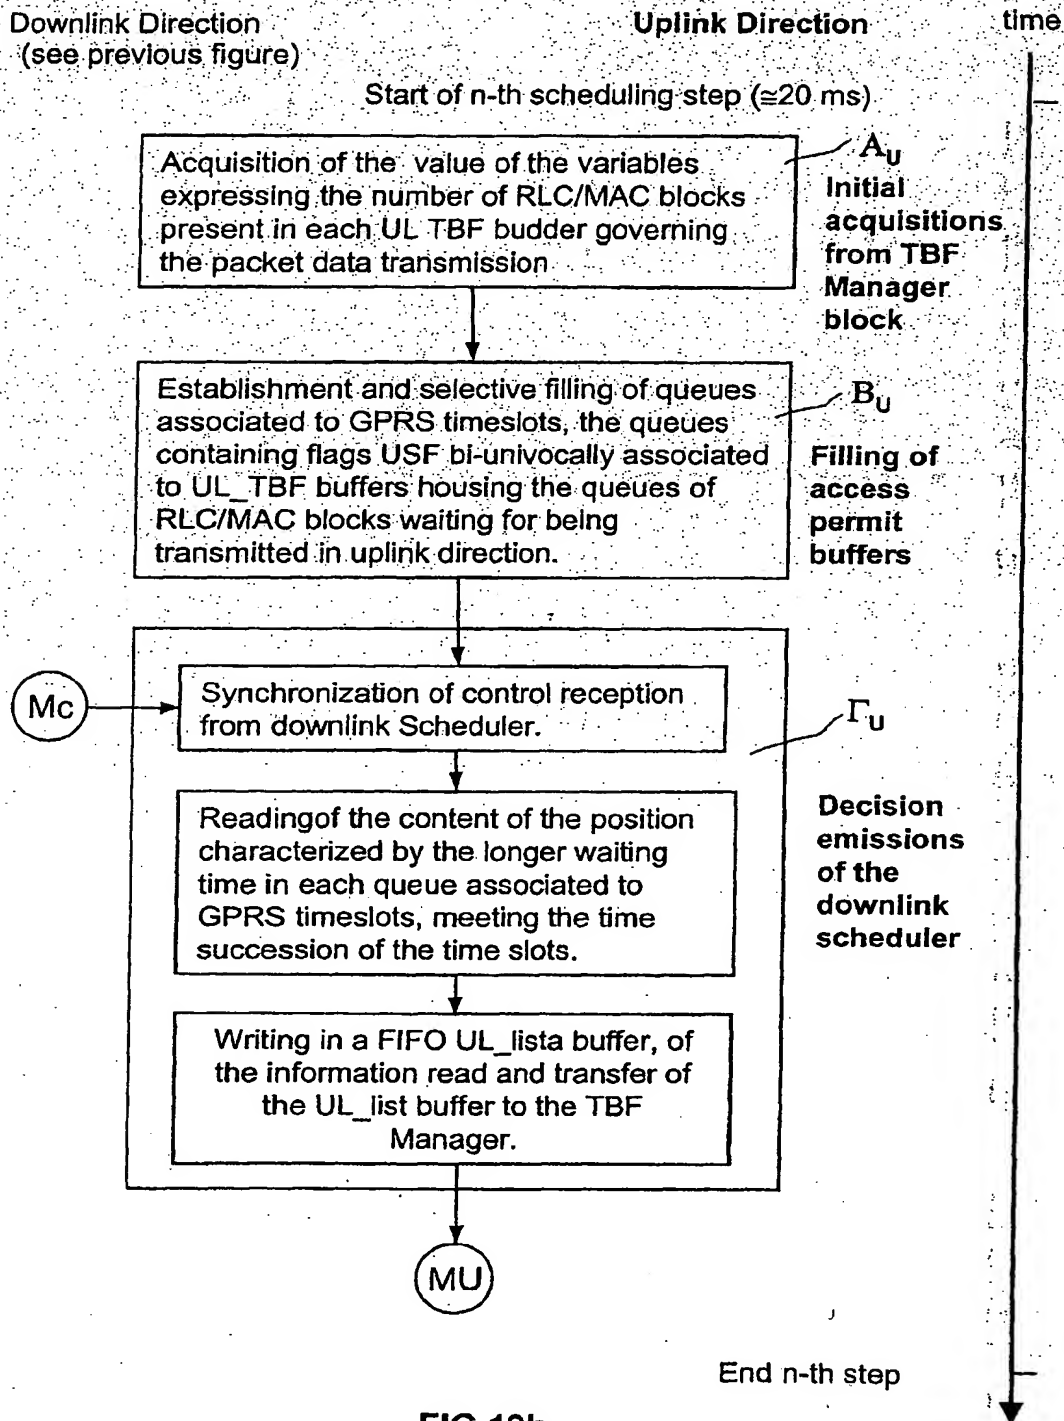 Downlink Direction
(see previous figure)
Uplink Direction
time
Start of n-th scheduling step (≅20 ms)
Acquisition of the value of the variables
expressing the number of RLC/MAC blocks
present in each UL TBF budder governing
the packet data transmission
A_U
Initial
acquisitions
from TBF
Manager
block
Establishment and selective filling of queues
associated to GPRS timeslots, the queues
containing flags USF bi-univocally associated
to UL_TBF buffers housing the queues of
RLC/MAC blocks waiting for being
transmitted in uplink direction.
B_U
Filling of
access
permit
buffers
Mc
Synchronization of control reception
from downlink Scheduler.
Γ_U
Readingof the content of the position
characterized by the longer waiting
time in each queue associated to
GPRS timeslots, meeting the time
succession of the time slots.
Decision
emissions
of the
downlink
scheduler
Writing in a FIFO UL_lista buffer, of
the information read and transfer of
the UL_list buffer to the TBF
Manager.
MU
End n-th step